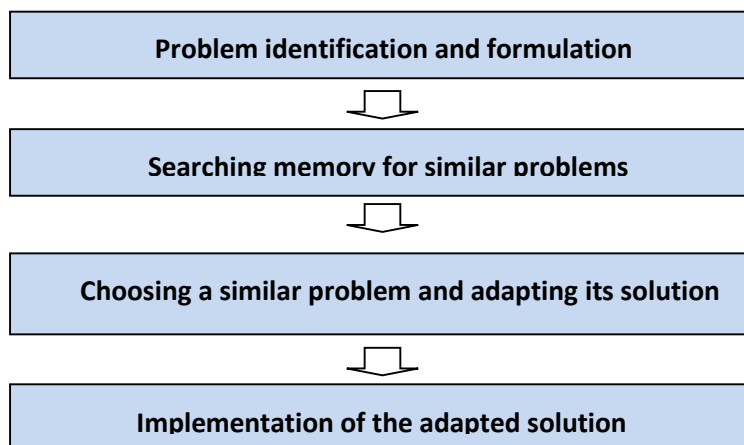 Problem identification and formulation
Searching memory for similar problems
Choosing a similar problem and adapting its solution
Implementation of the adapted solution